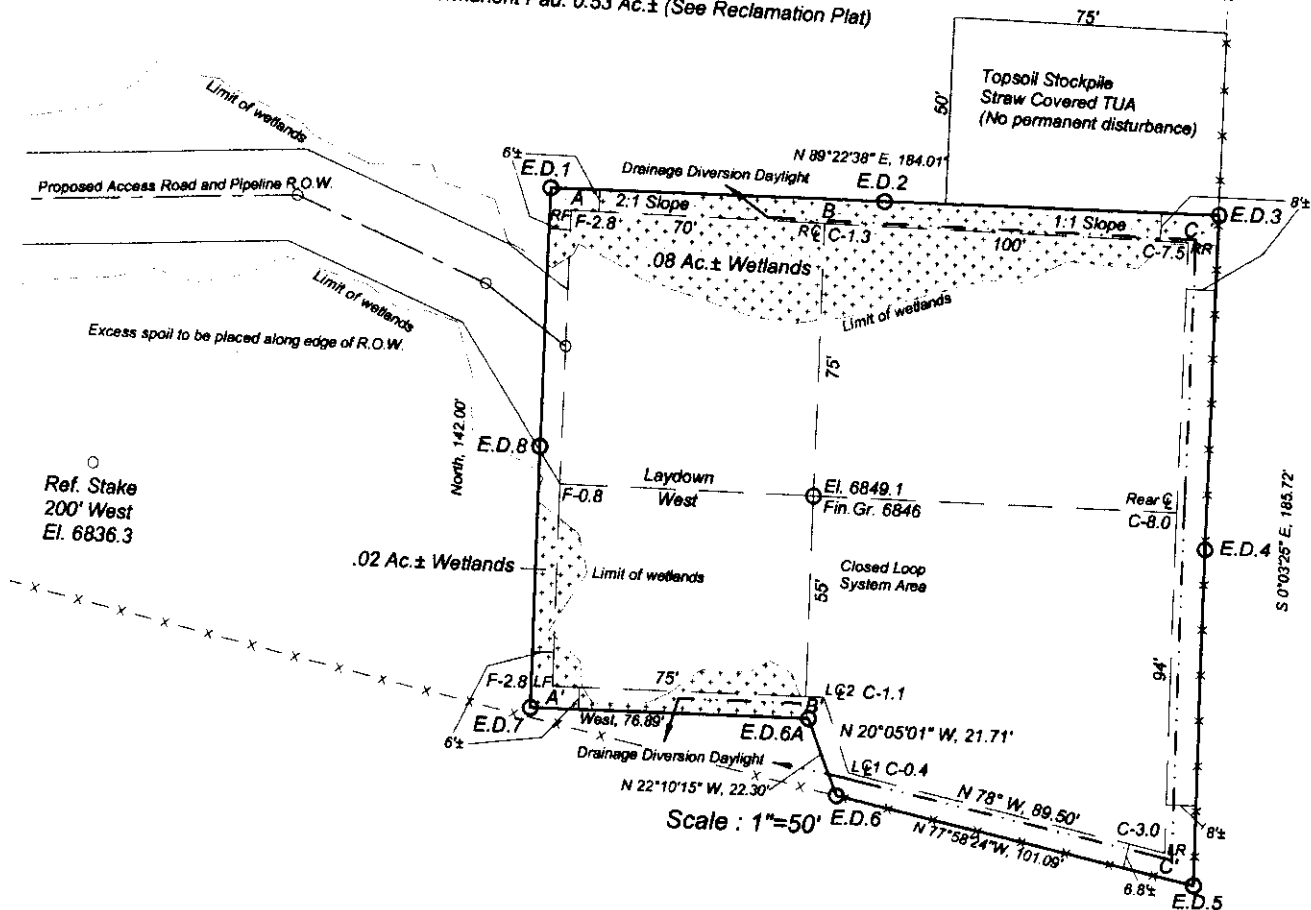 Pad: 0.53 Ac.± (See Reclamation Plat)
75'
Topsoil Stockpile
Straw Covered TUA
(No permanent disturbance)
50'
Limit of wetlands
6'±
E.D.1
Drainage Diversion Daylight
N 89°22'38" E, 184.01'
E.D.2
8'±
E.D.3
Proposed Access Road and Pipeline R.O.W.
A
2:1 Slope
B
1:1 Slope
C
RF
F-2.8
70'
R℄
C-1.3
100'
C-7.5
RR
.08 Ac.± Wetlands
Limit of wetlands
Limit of wetlands
Excess spoil to be placed along edge of R.O.W.
75'
North, 142.00'
E.D.8
Ref. Stake
200' West
El. 6836.3
Laydown
West
F-0.8
El. 6849.1
Fin.Gr. 6846
Rear ℄
C-8.0
E.D.4
S 0°03'25" E, 185.72'
.02 Ac.± Wetlands
Limit of wetlands
Closed Loop
System Area
55'
94'
F-2.8
LF
A'
75'
L℄2 C-1.1
B'
E.D.7
West, 76.89'
E.D.6A
N 20°05'01" W, 21.71'
6'±
Drainage Diversion Daylight
L℄1 C-0.4
N 22°10'15" W, 22.30'
N 78° W, 89.50'
Scale : 1"=50'
E.D.6
N 77°58'24"W, 101.09'
C-3.0
LR
8'±
C'
6.8'±
E.D.5